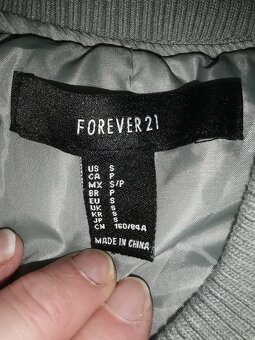 FOREVER 21
US S
CA P
MX S/P
BR P
EU S
UK S
KR S
JP S
CN 160/84A
MADE IN CHINA